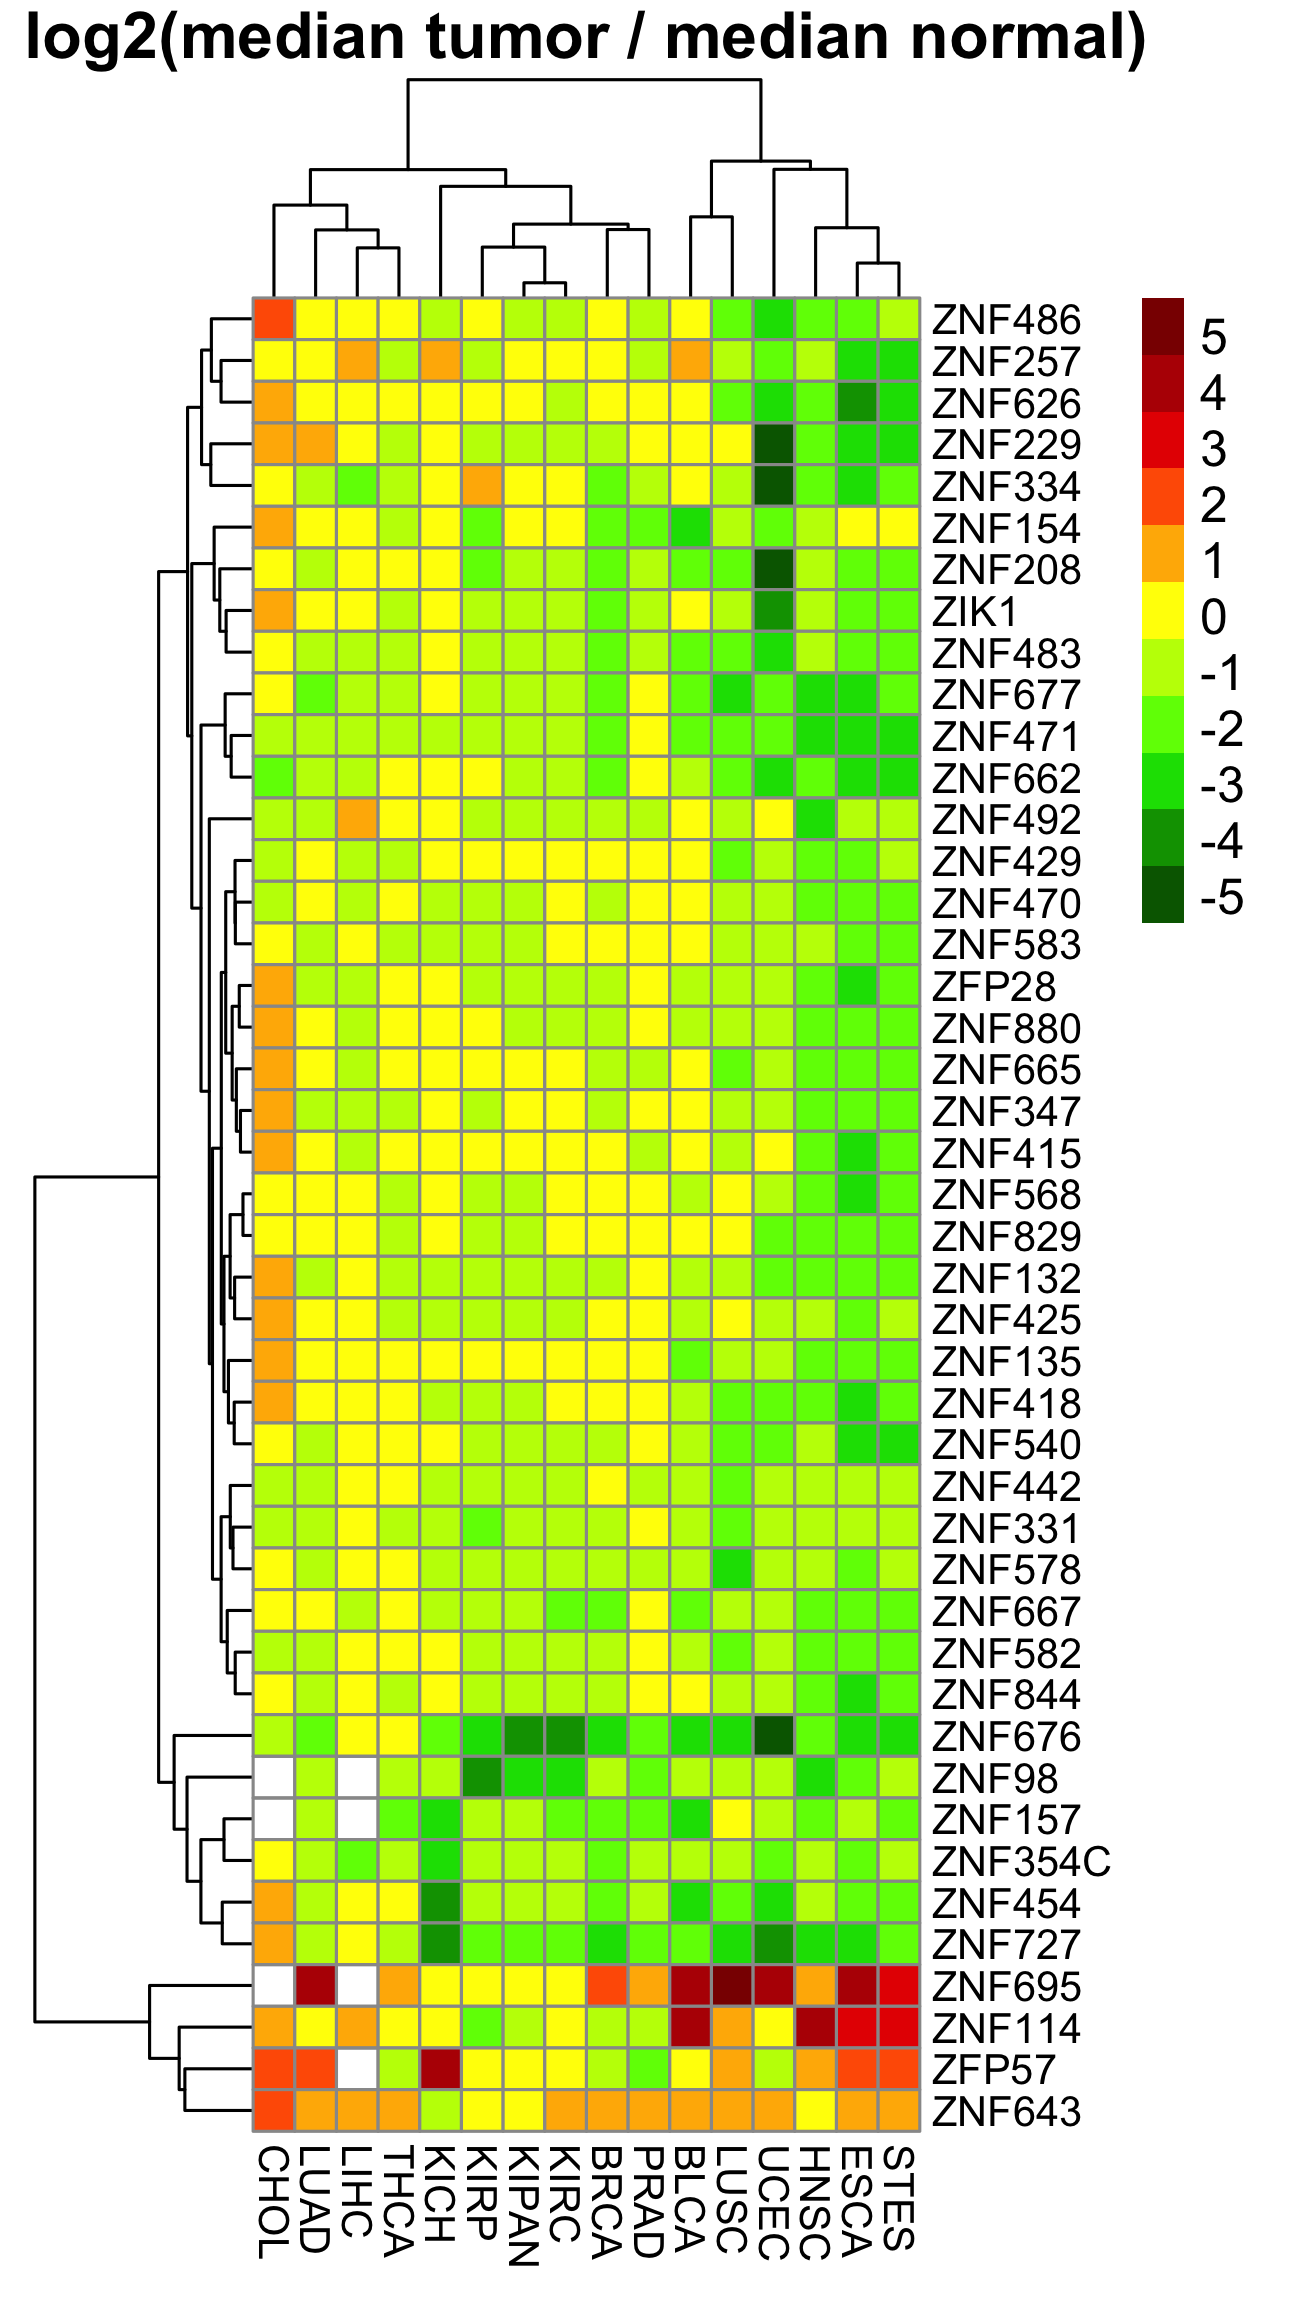 log2(median tumor / median normal)
ZNF486
ZNF257
ZNF626
ZNF229
ZNF334
ZNF154
ZNF208
ZIK1
ZNF483
ZNF677
ZNF471
ZNF662
ZNF492
ZNF429
ZNF470
ZNF583
ZFP28
ZNF880
ZNF665
ZNF347
ZNF415
ZNF568
ZNF829
ZNF132
ZNF425
ZNF135
ZNF418
ZNF540
ZNF442
ZNF331
ZNF578
ZNF667
ZNF582
ZNF844
ZNF676
ZNF98
ZNF157
ZNF354C
ZNF454
ZNF727
ZNF695
ZNF114
ZFP57
ZNF643
5
4
3
2
1
0
-1
-2
-3
-4
-5
CHOL
LUAD
LIHC
THCA
KICH
KIRP
KIPAN
KIRC
BRCA
PRAD
BLCA
LUSC
UCEC
HNSC
ESCA
STES